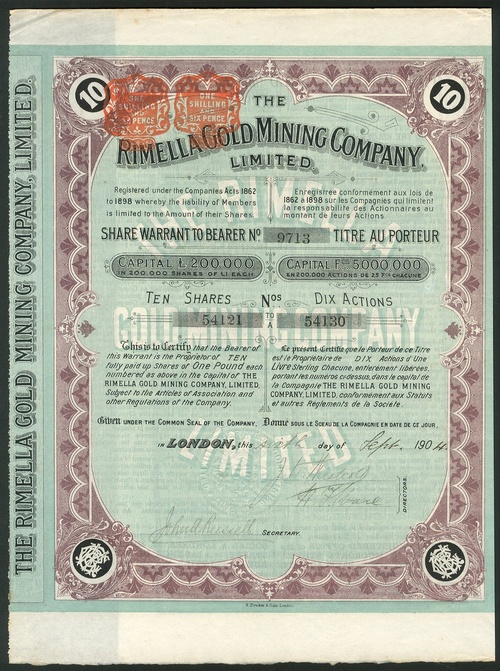 THE RIMELLA GOLD MINING COMPANY, LIMITED.
10
10
ONE SHILLING AND SIX PENCE
ONE SHILLING AND SIX PENCE
THE
RIMELLA GOLD MINING COMPANY,
LIMITED.
Registered under the Companies Acts 1862
to 1898 whereby the liability of Members
is limited to the Amount of their Shares.
Enregistrée conformément aux lois de
1862 à 1898 sur les Compagnies qui limitent
la responsabilité des Actionnaires au
montant de leurs Actions.
SHARE WARRANT TO BEARER No 9713 TITRE AU PORTEUR
CAPITAL £200,000
IN 200,000 SHARES OF £1 EACH
CAPITAL Fcs 5000000
EN 200,000 ACTIONS DE 25 Fcs CHACUNE
TEN SHARES Nos DIX ACTIONS
54121 TO A 54130
RIMELLA
GOLD MINING COMPANY
LIMITED
This is to Certify that the Bearer of
this Warrant is the Proprietor of TEN
fully paid up Shares of One Pound each
numbered as above in the Capital of THE
RIMELLA GOLD MINING COMPANY, LIMITED,
Subject to the Articles of Association and
other Regulations of the Company.
Le présent Certifie que le Porteur de ce Titre
est le Propriétaire de DIX Actions d'Une
Livre Sterling Chacune, entièrement libérées,
portant les numéros ci-dessus, dans le capital de
la Compagnie THE RIMELLA GOLD MINING
COMPANY, LIMITED, conformément aux Statuts
et autres Règlements de la Société.
Given UNDER THE COMMON SEAL OF THE COMPANY, Donné SOUS LE SCEAU DE LA COMPAGNIE EN DATE DE CE JOUR,
IN LONDON, this day of Sept. 1904.
DIRECTORS.
SECRETARY.